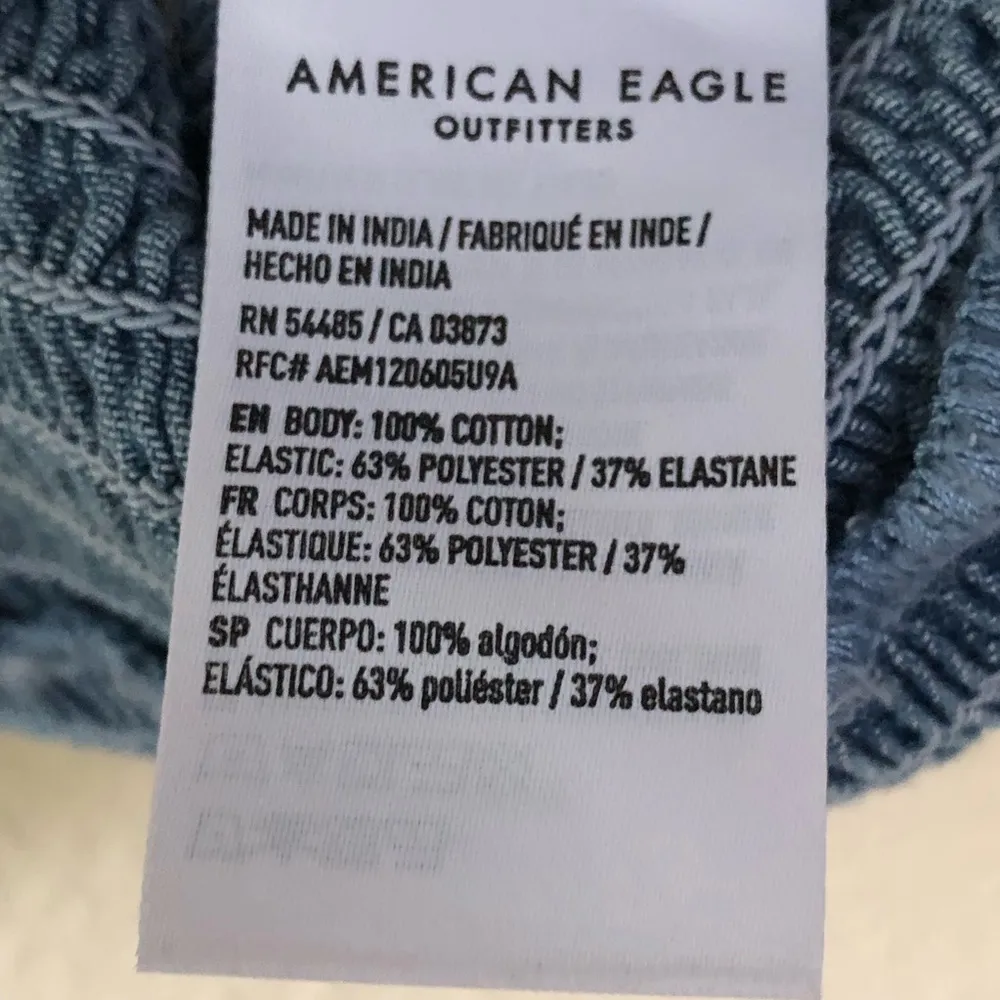 AMERICAN EAGLE
OUTFITTERS
MADE IN INDIA / FABRIQUÉ EN INDE /
HECHO EN INDIA
RN 54485 / CA 03873
RFC# AEM120605U9A
EN BODY: 100% COTTON;
ELASTIC: 63% POLYESTER / 37% ELASTANE
FR CORPS: 100% COTON;
ÉLASTIQUE: 63% POLYESTER / 37%
ÉLASTHANNE
SP CUERPO: 100% algodón;
ELÁSTICO: 63% poliéster / 37% elastano